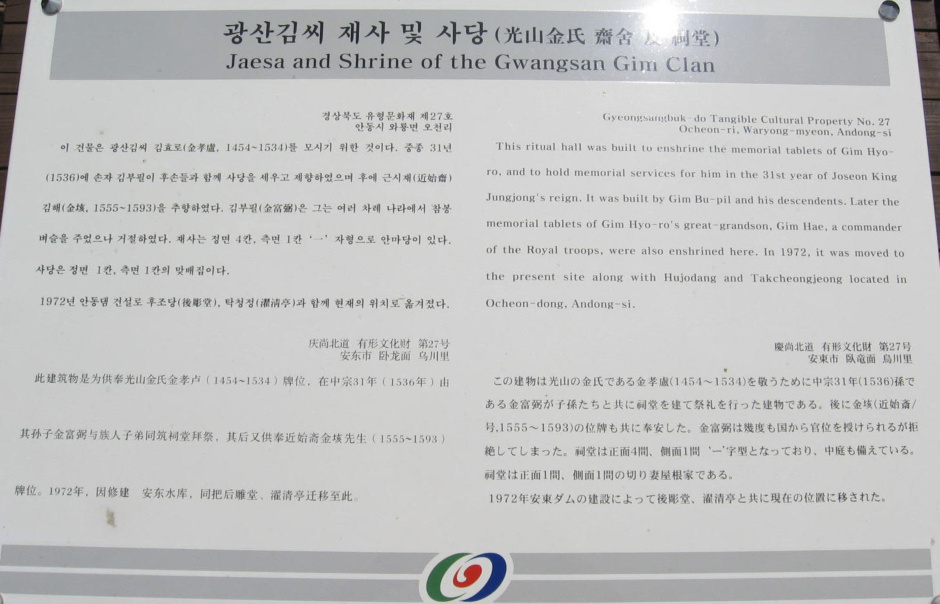 광산김씨 재사 및 사당(光山金氏 齋舍 及 祠堂)
Jaesa and Shrine of the Gwangsan Gim Clan
경상북도 유형문화재 제27호
안동시 와룡면 오천리
이 건물은 광산김씨 김효로(金孝盧, 1454~1534)를 모시기 위한 것이다. 중종 31년
(1536)에 손자 김부필이 후손들과 함께 사당을 세우고 제향하였으며 후에 근시재(近始齋)
김해(金垓, 1555~1593)을 추향하였다. 김부필(金富弼)은 그는 여러 차례 나라에서 참봉
벼슬을 주었으나 거절하였다. 재사는 정면 4칸, 측면 1칸 ‘一’ 자형으로 안마당이 있다.
사당은 정면 1칸, 측면 1칸의 맞배집이다.
1972년 안동댐 건설로 후조당(後彫堂), 탁청정(濯清亭)과 함께 현재의 위치로 옮겨졌다.
Gyeongsangbuk-do Tangible Cultural Property No. 27
Ocheon-ri, Waryong-myeon, Andong-si
This ritual hall was built to enshrine the memorial tablets of Gim Hyo-
ro, and to hold memorial services for him in the 31st year of Joseon King
Jungjong's reign. It was built by Gim Bu-pil and his descendents. Later the
memorial tablets of Gim Hyo-ro's great-grandson, Gim Hae, a commander
of the Royal troops, were also enshrined here. In 1972, it was moved to
the present site along with Hujodang and Takcheongjeong located in
Ocheon-dong, Andong-si.
庆尚北道 有形文化财 第27号
安东市 卧龙面 乌川里
此建筑物是为供奉光山金氏金孝卢（1454~1534）牌位，在中宗31年（1536年）由
其孙子金富弼与族人子弟同筑祠堂拜祭，其后又供奉近始斋金垓先生（1555~1593）
牌位。1972年，因修建 安东水库，同把后雕堂、濯清亭迁移至此。
慶尚北道 有形文化財 第27号
安東市 臥竜面 烏川里
この建物は光山の金氏である金孝盧(1454～1534)を敬うために中宗31年(1536)孫で
ある金富弼が子孫たちと共に祠堂を建て祭礼を行った建物である。後に金垓(近始斎/
号,1555～1593)の位牌も共に奉安した。金富弼は幾度も国から官位を授けられるが拒
絶してしまった。祠堂は正面4間、側面1間 '一'字型となっており、中庭も備えている。
祠堂は正面1間、側面1間の切り妻屋根家である。
1972年安東ダムの建設によって後彫堂、濯清亭と共に現在の位置に移された。